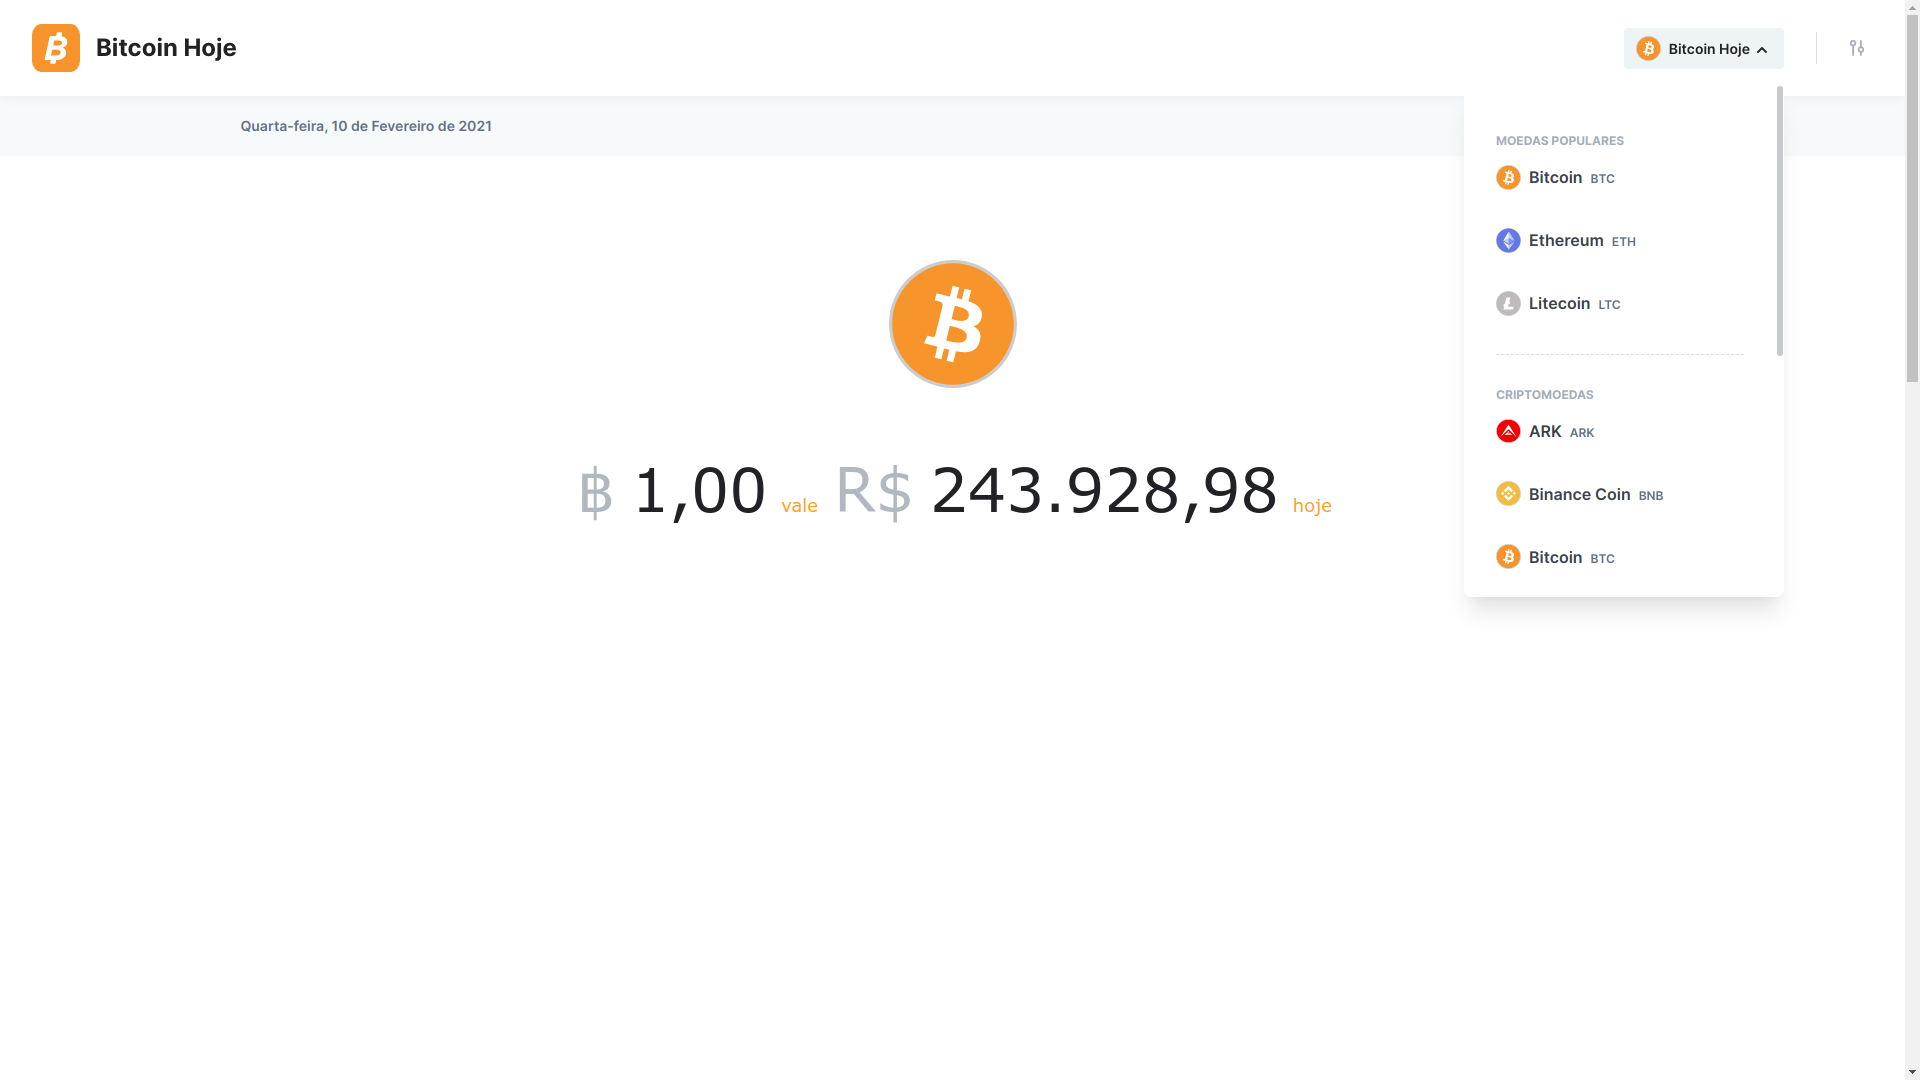 Bitcoin Hoje
Bitcoin Hoje
Quarta-feira, 10 de Fevereiro de 2021
MOEDAS POPULARES
Bitcoin BTC
Ethereum ETH
Litecoin LTC
CRIPTOMOEDAS
ARK ARK
Binance Coin BNB
Bitcoin BTC
฿ 1,00 vale R$ 243.928,98 hoje